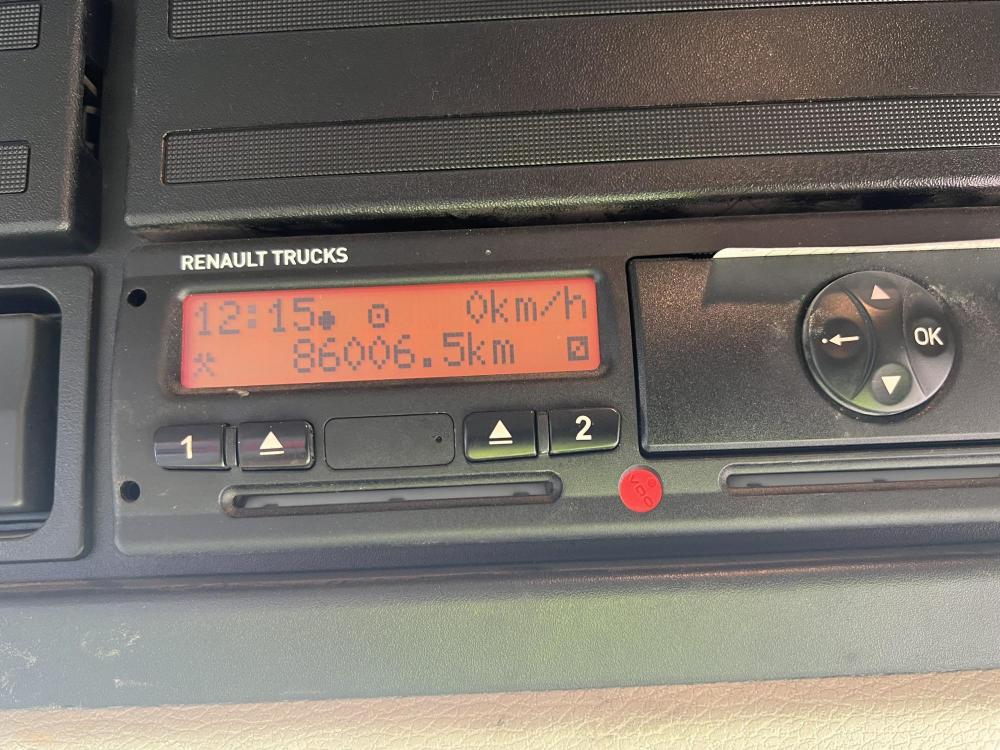 RENAULT TRUCKS
12:15 0km/h
86006.5km
1
2
OK
VDO